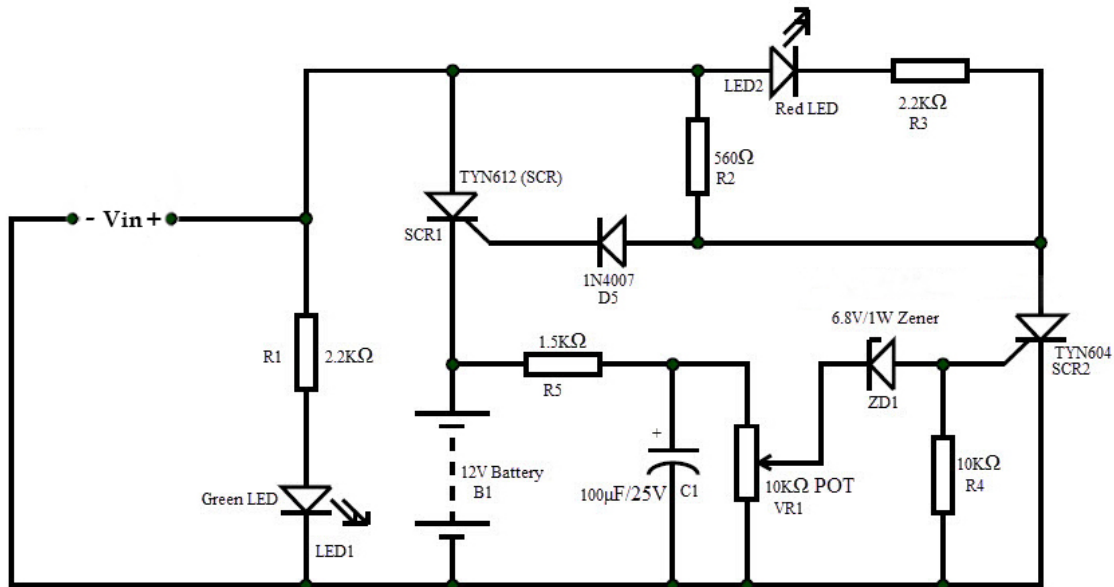 LED2
Red LED
2.2KΩ
R3
560Ω
R2
TYN612 (SCR)
SCR1
- Vin +
1N4007
D5
6.8V/1W Zener
TYN604
SCR2
ZD1
R1
2.2KΩ
1.5KΩ
R5
12V Battery
B1
+
100μF/25V
C1
10KΩ POT
VR1
10KΩ
R4
Green LED
LED1